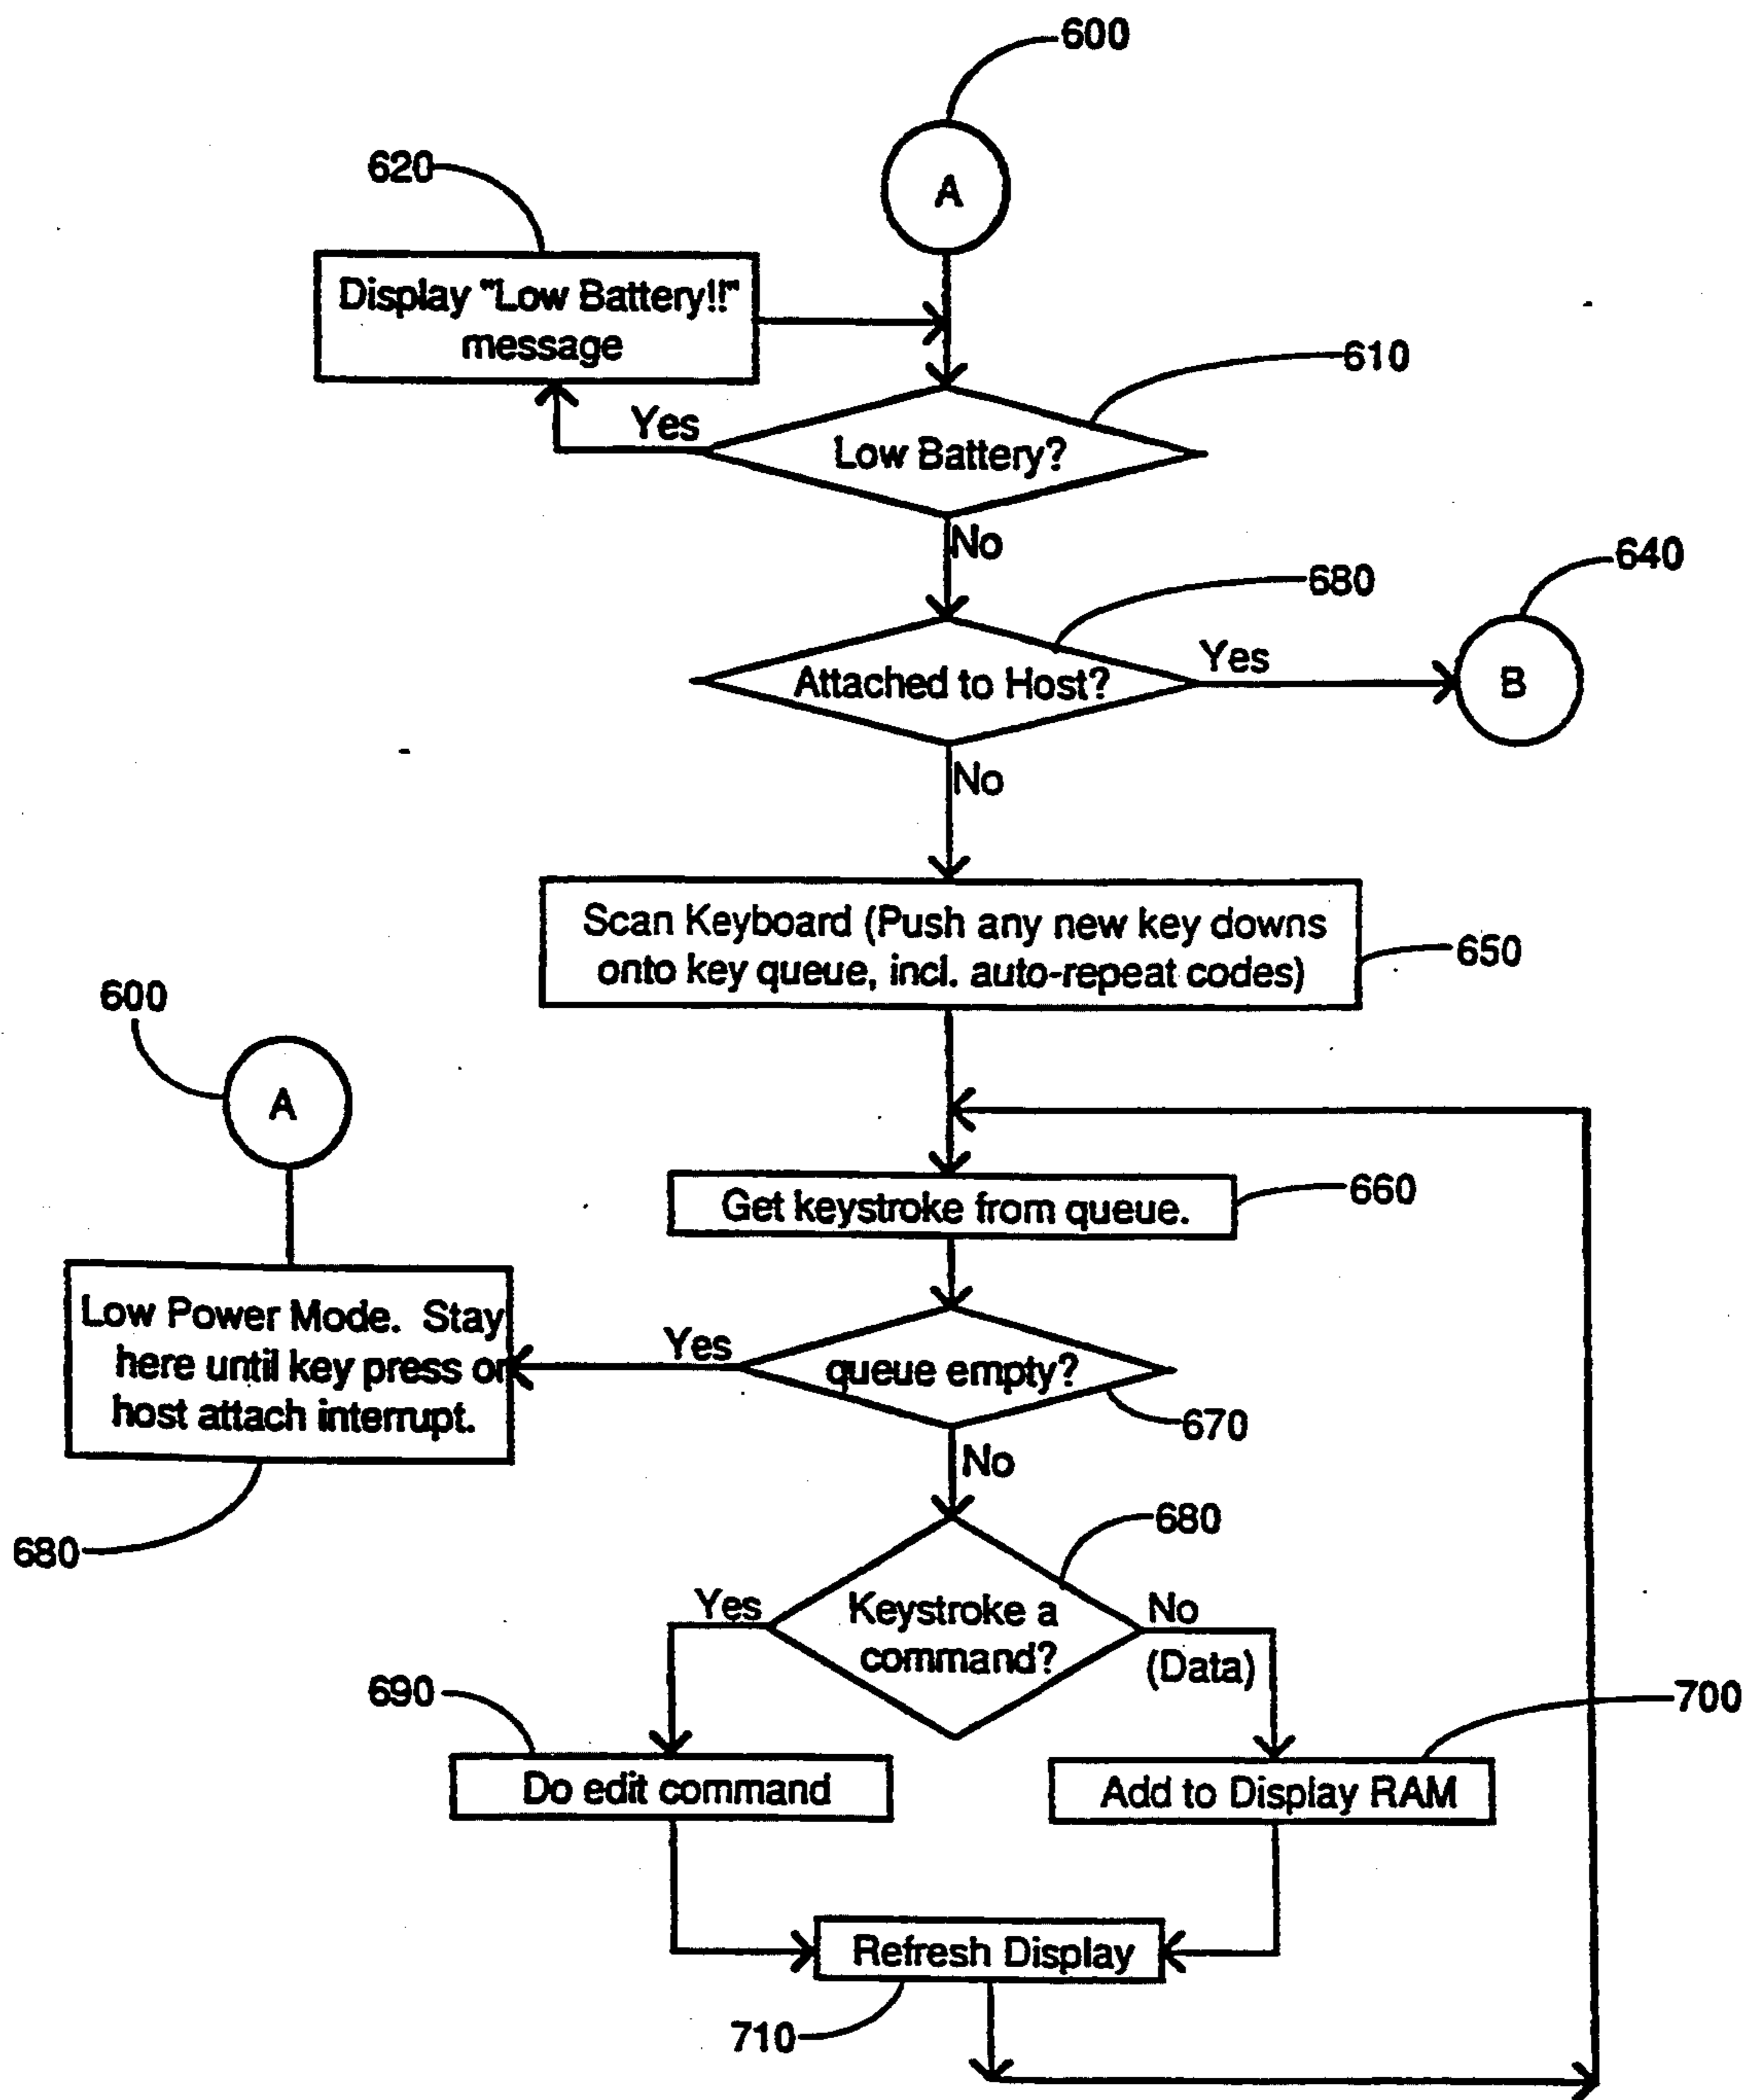 600
A
620
Display "Low Battery!!"
message
610
Yes
Low Battery?
No
640
680
Yes
Attached to Host?
B
No
Scan Keyboard (Push any new key downs
onto key queue, incl. auto-repeat codes)
650
600
A
660
Get keystroke from queue.
Low Power Mode. Stay
here until key press or
host attach interrupt.
Yes
queue empty?
670
No
680
680
Yes
Keystroke a
command?
No
(Data)
690
700
Do edit command
Add to Display RAM
Refresh Display
710